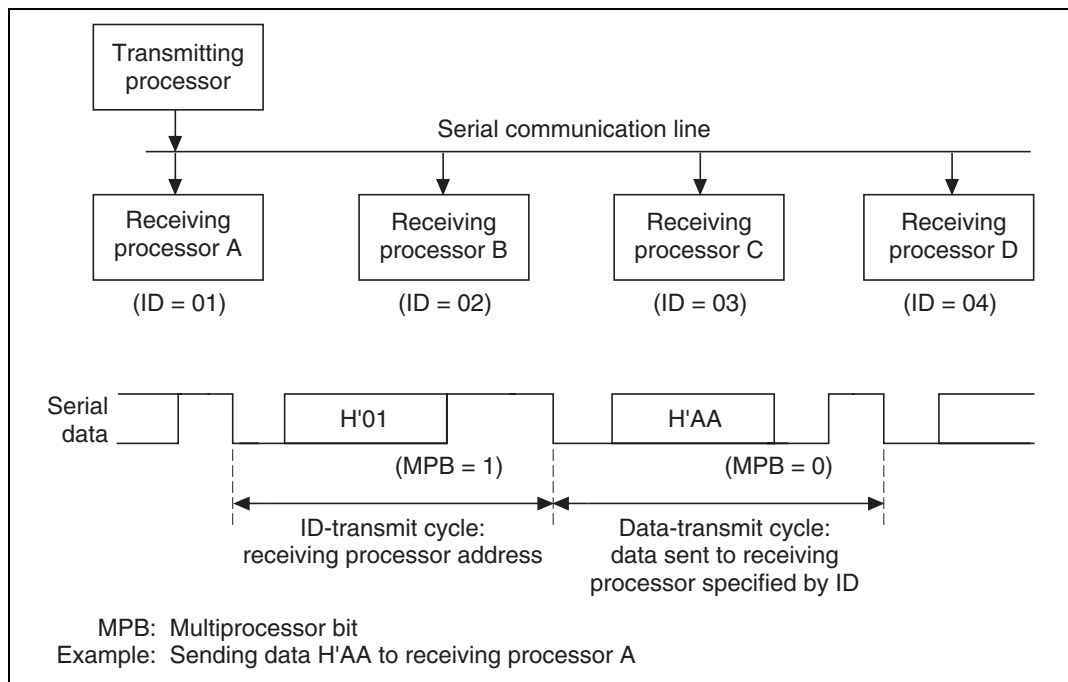 Transmitting
processor
Serial communication line
Receiving
processor A
Receiving
processor B
Receiving
processor C
Receiving
processor D
(ID = 01)
(ID = 02)
(ID = 03)
(ID = 04)
Serial
data
H'01
H'AA
(MPB = 1)
(MPB = 0)
ID-transmit cycle:
receiving processor address
Data-transmit cycle:
data sent to receiving
processor specified by ID
MPB: Multiprocessor bit
Example: Sending data H'AA to receiving processor A